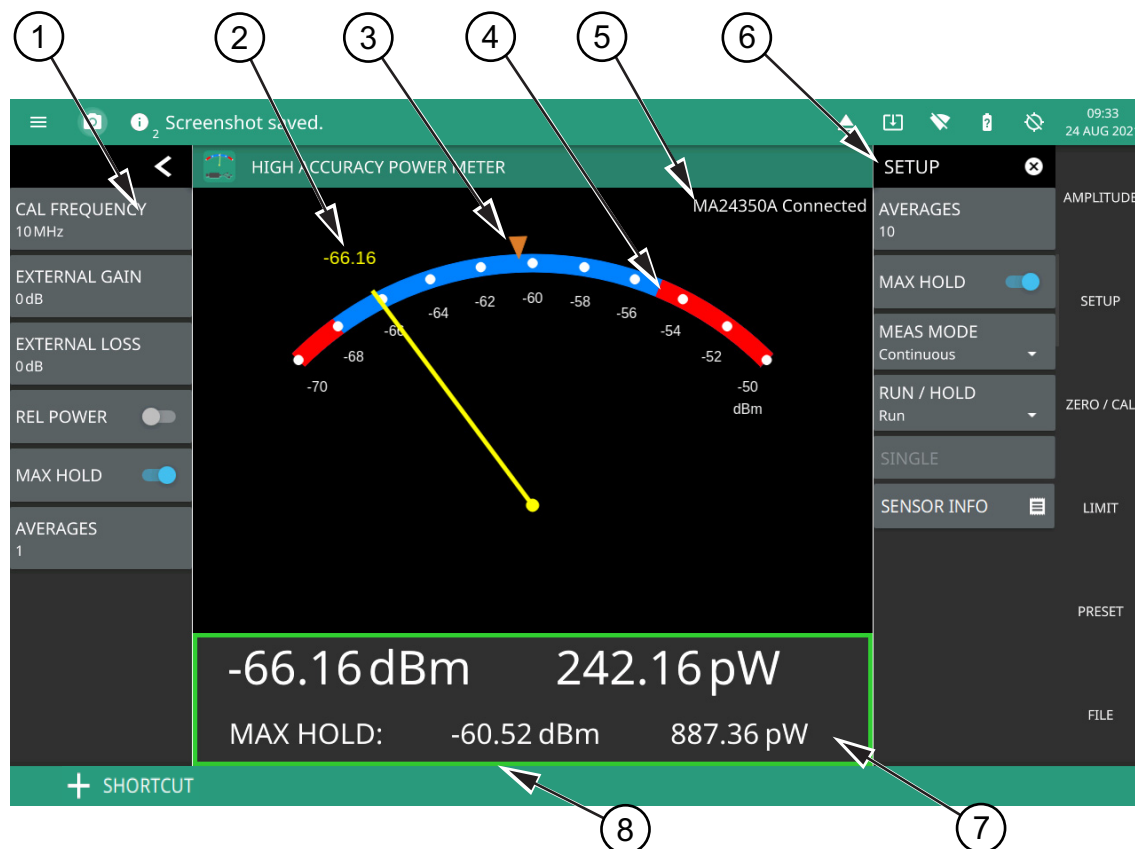 1 2 3 4 5 6
2 Screenshot saved.
09:33
24 AUG 202
HIGH ACCURACY POWER METER
MA24350A Connected
CAL FREQUENCY
10 MHz
EXTERNAL GAIN
0 dB
EXTERNAL LOSS
0 dB
REL POWER
MAX HOLD
AVERAGES
1
-66.16
-70 -68 -66 -64 -62 -60 -58 -56 -54 -52 -50
dBm
-66.16 dBm 242.16 pW
MAX HOLD: -60.52 dBm 887.36 pW
SETUP
AVERAGES
10
MAX HOLD
MEAS MODE
Continuous
RUN / HOLD
Run
SINGLE
SENSOR INFO
AMPLITUDE
SETUP
ZERO / CAL
LIMIT
PRESET
FILE
+ SHORTCUT
8 7